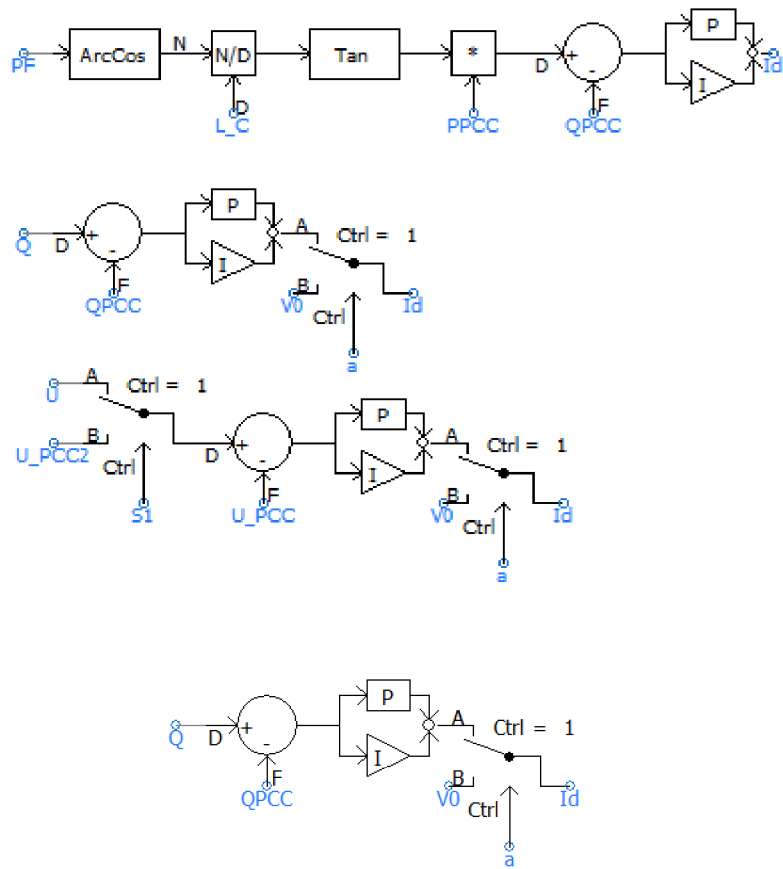 PF ArcCos N N/D D L_C Tan * PPCC D + - F QPCC P I Id
Q D + - F QPCC P I A B V0 Ctrl = 1 Ctrl a Id
U A B U_PCC2 Ctrl = 1 Ctrl S1 D + - F U_PCC P I A B V0 Ctrl = 1 Ctrl a Id
Q D + - F QPCC P I A B V0 Ctrl = 1 Ctrl a Id